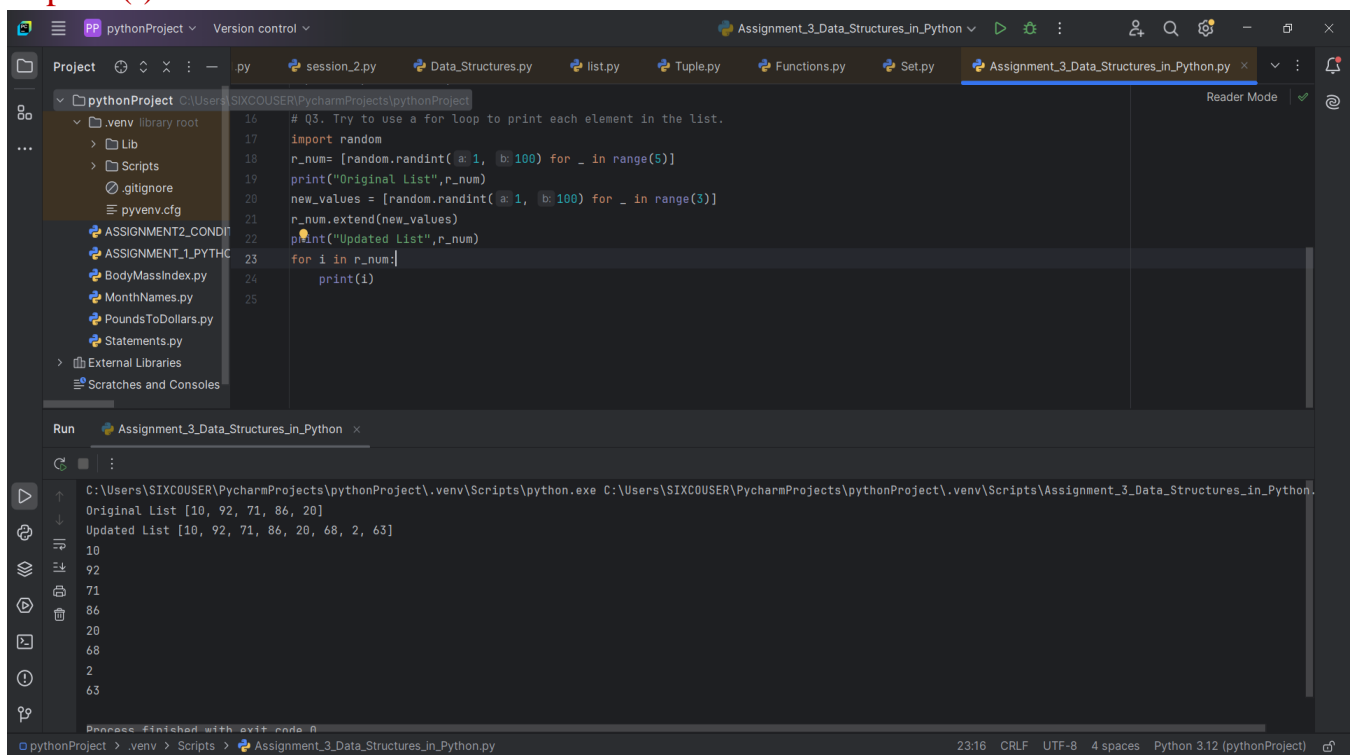 PP pythonProject Version control Assignment_3_Data_Structures_in_Python
Project .py session_2.py Data_Structures.py list.py Tuple.py Functions.py Set.py Assignment_3_Data_Structures_in_Python.py
pythonProject C:\Users\SIXCOUSER\PycharmProjects\pythonProject
Reader Mode
.venv library root
Lib
Scripts
.gitignore
pyvenv.cfg
ASSIGNMENT2_CONDI
ASSIGNMENT_1_PYTHO
BodyMassIndex.py
MonthNames.py
PoundsToDollars.py
Statements.py
External Libraries
Scratches and Consoles
16 # Q3. Try to use a for loop to print each element in the list.
17 import random
18 r_num= [random.randint( a: 1, b: 100) for _ in range(5)]
19 print("Original List",r_num)
20 new_values = [random.randint( a: 1, b: 100) for _ in range(3)]
21 r_num.extend(new_values)
22 print("Updated List",r_num)
23 for i in r_num:
24 print(i)
25
Run Assignment_3_Data_Structures_in_Python
C:\Users\SIXCOUSER\PycharmProjects\pythonProject\.venv\Scripts\python.exe C:\Users\SIXCOUSER\PycharmProjects\pythonProject\.venv\Scripts\Assignment_3_Data_Structures_in_Python.
Original List [10, 92, 71, 86, 20]
Updated List [10, 92, 71, 86, 20, 68, 2, 63]
10
92
71
86
20
68
2
63
Process finished with exit code 0
pythonProject > .venv > Scripts > Assignment_3_Data_Structures_in_Python.py 23:16 CRLF UTF-8 4 spaces Python 3.12 (pythonProject)